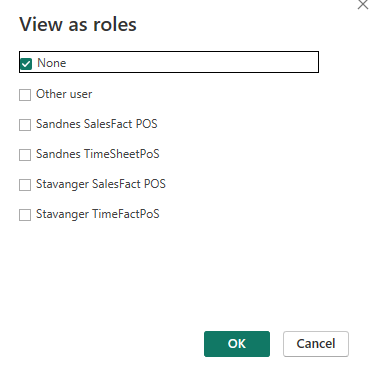 View as roles
None
Other user
Sandnes SalesFact POS
Sandnes TimeSheetPoS
Stavanger SalesFact POS
Stavanger TimeFactPoS
OK
Cancel